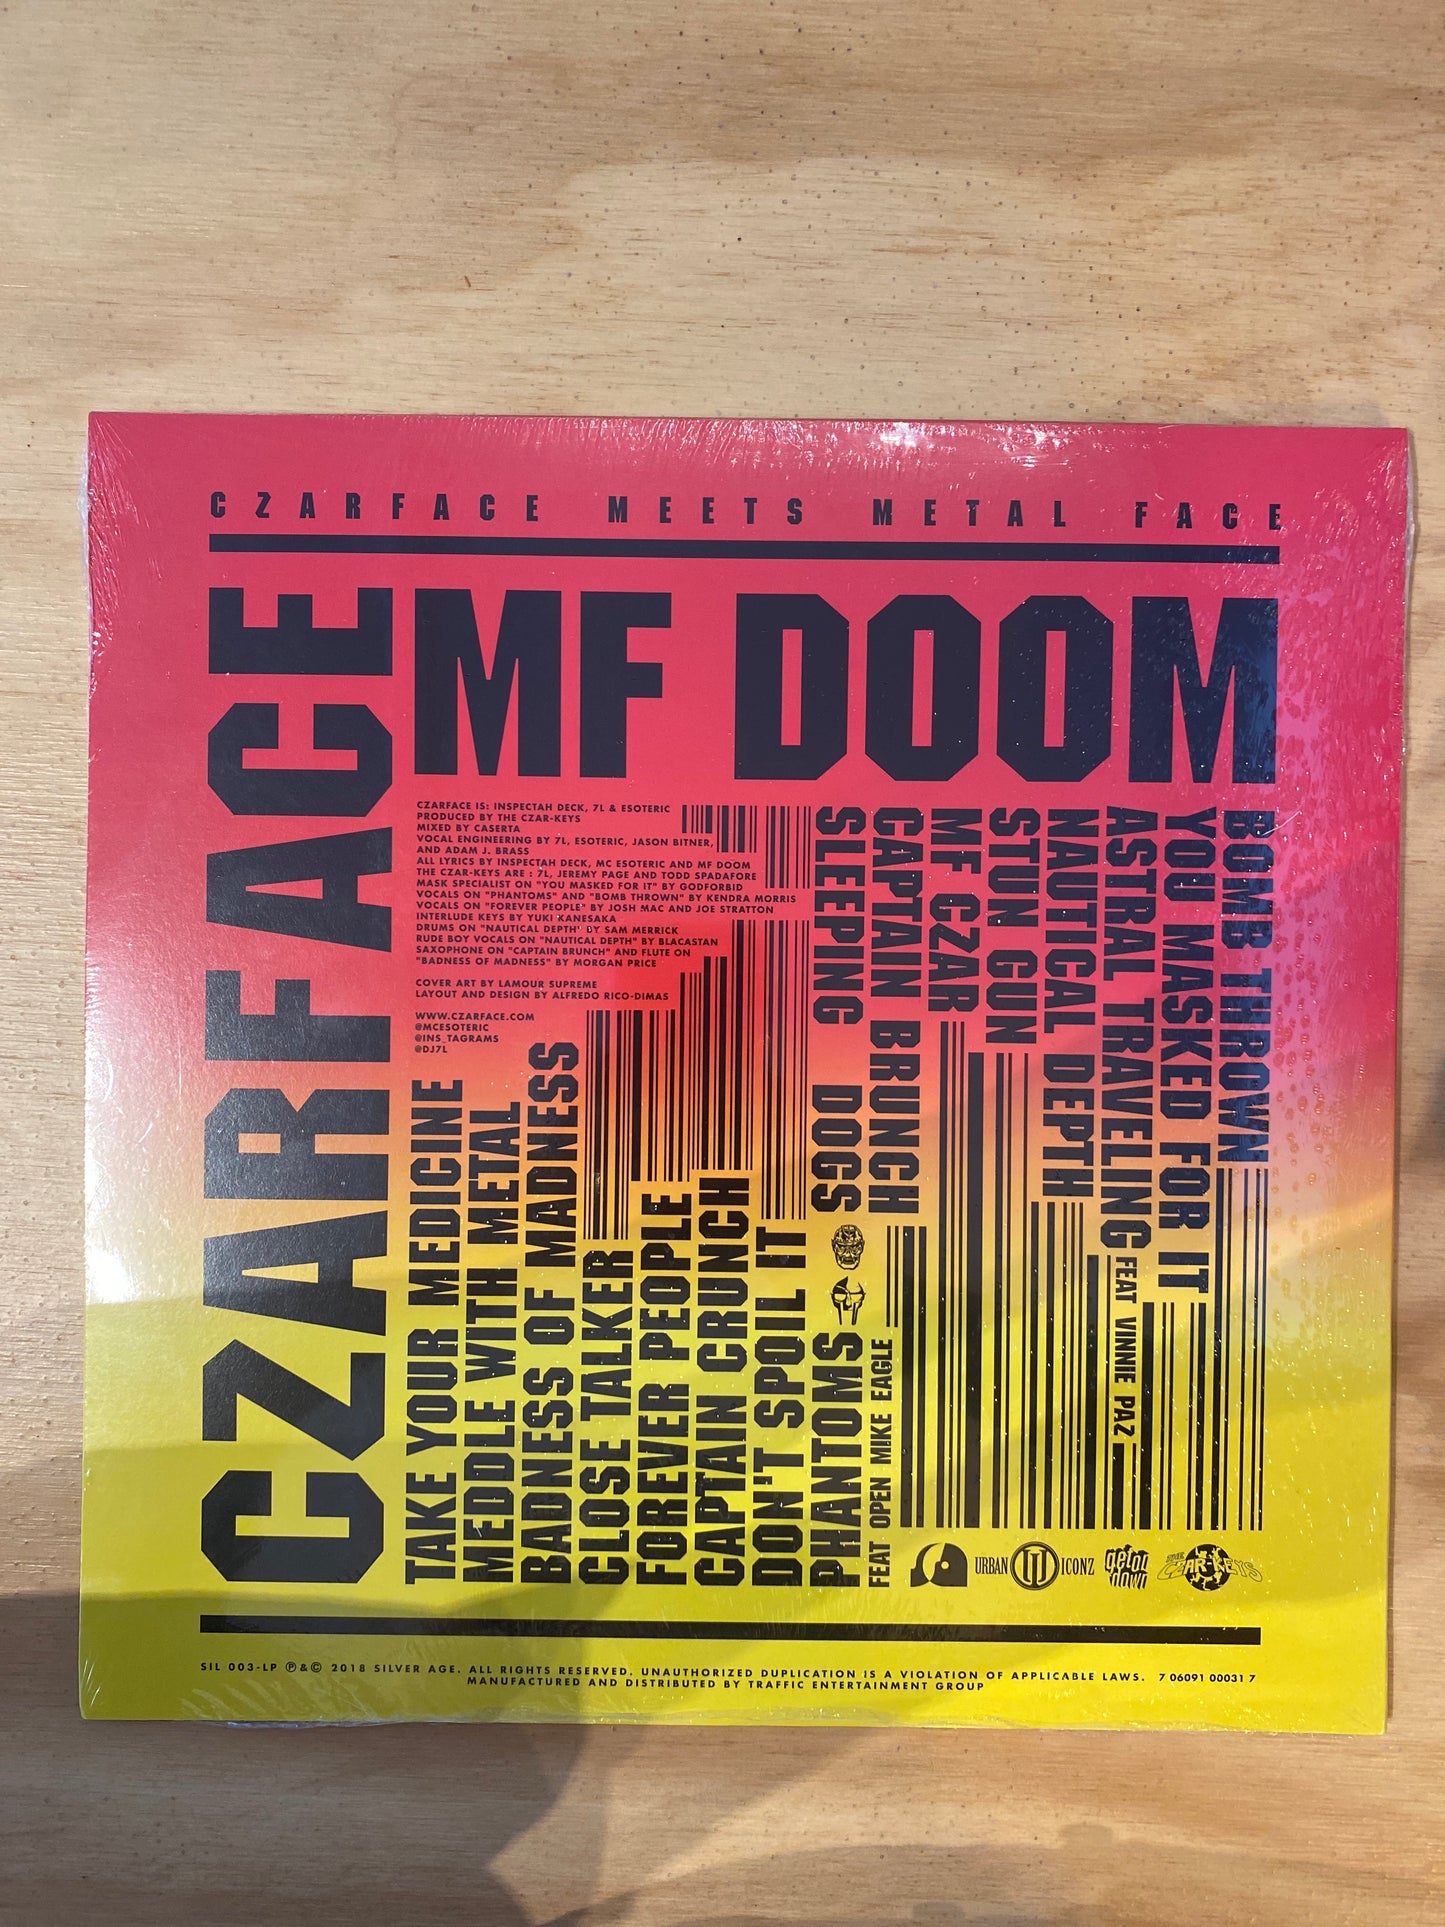 CZARFACE MEETS METAL FACE
CZARFACE
MF DOOM
CZARFACE IS: INSPECTAH DECK, 7L & ESOTERIC
PRODUCED BY THE CZAR-KEYS
MIXED BY CASERTA
VOCAL ENGINEERING BY 7L, ESOTERIC, JASON BITNER,
AND ADAM J. BRASS
ALL LYRICS BY INSPECTAH DECK, MC ESOTERIC AND MF DOOM
THE CZAR-KEYS ARE : 7L, JEREMY PAGE AND TODD SPADAFORE
MASK SPECIALIST ON "YOU MASKED FOR IT" BY GODFORBID
VOCALS ON "PHANTOMS" AND "BOMB THROWN" BY KENDRA MORRIS
VOCALS ON "FOREVER PEOPLE" BY JOSH MAC AND JOE STRATTON
INTERLUDE KEYS BY YUKI KANESAKA
DRUMS ON "NAUTICAL DEPTH" BY SAM MERRICK
RUDE BOY VOCALS ON "NAUTICAL DEPTH" BY BLACASTAN
SAXOPHONE ON "CAPTAIN BRUNCH" AND FLUTE ON
"BADNESS OF MADNESS" BY MORGAN PRICE
COVER ART BY LAMOUR SUPREME
LAYOUT AND DESIGN BY ALFREDO RICO-DIMAS
WWW.CZARFACE.COM
@MCESOTERIC
@INS_TAGRAMS
@DJ7L
TAKE YOUR MEDICINE
MEDDLE WITH METAL
BADNESS OF MADNESS
CLOSE TALKER
FOREVER PEOPLE
CAPTAIN CRUNCH
DON'T SPOIL IT
PHANTOMS
FEAT OPEN MIKE EAGLE
BOMB THROWN
YOU MASKED FOR IT
ASTRAL TRAVELING FEAT VINNIE PAZ
NAUTICAL DEPTH
STUN GUN
MF CZAR
CAPTAIN BRUNCH
SLEEPING DOGS
URBAN ICONZ
get on down
THE CZAR-KEYS
SIL 003-LP ℗&© 2018 SILVER AGE. ALL RIGHTS RESERVED. UNAUTHORIZED DUPLICATION IS A VIOLATION OF APPLICABLE LAWS. 7 06091 00031 7
MANUFACTURED AND DISTRIBUTED BY TRAFFIC ENTERTAINMENT GROUP